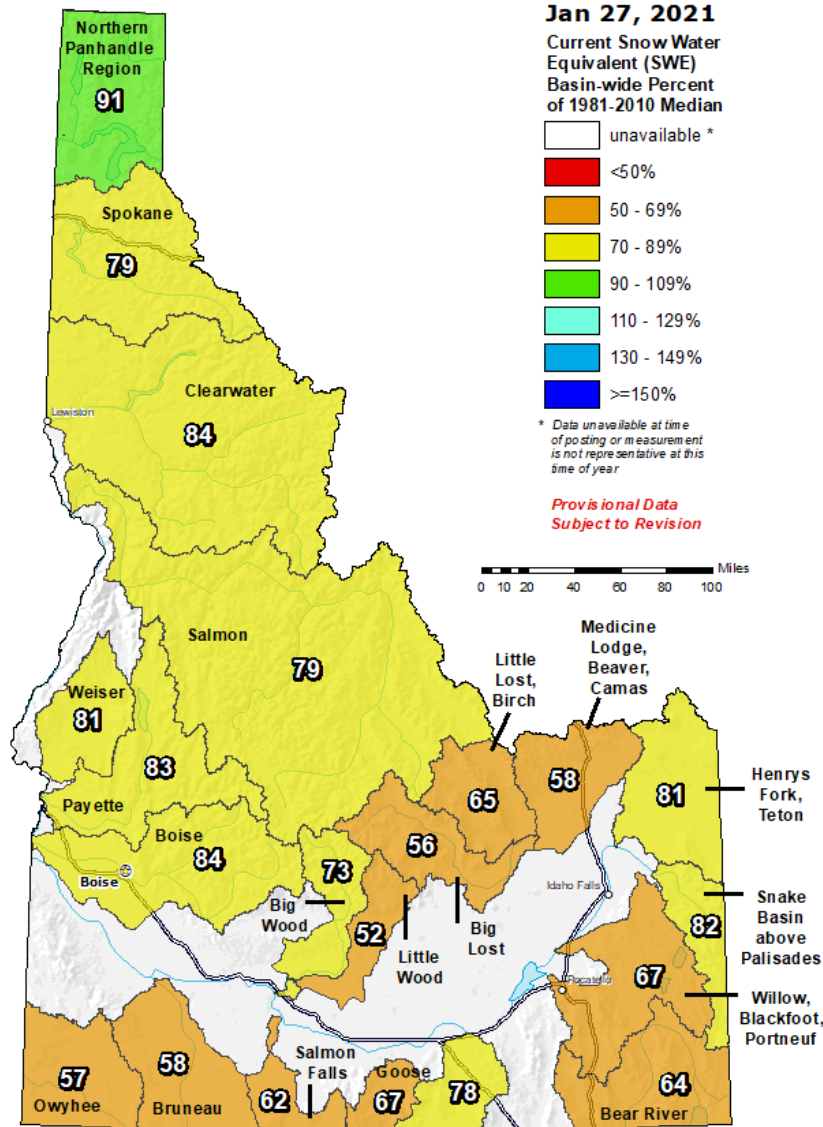 Jan 27, 2021
Current Snow Water
Equivalent (SWE)
Basin-wide Percent
of 1981-2010 Median
unavailable *
<50%
50 - 69%
70 - 89%
90 - 109%
110 - 129%
130 - 149%
>=150%
* Data unavailable at time
of posting or measurement
is not representative at this
time of year
Provisional Data
Subject to Revision
Miles
0 10 20 40 60 80 100
Northern
Panhandle
Region
91
Spokane
79
Clearwater
84
Lewiston
Salmon
79
Weiser
81
83
Payette
Boise
84
Boise
73
Big
Wood
52
Little
Wood
56
Big
Lost
Little
Lost,
Birch
65
Medicine
Lodge,
Beaver,
Camas
58
81
Henrys
Fork,
Teton
Idaho Falls
Snake
Basin
above
Palisades
82
67
Pocatello
Willow,
Blackfoot,
Portneuf
57
Owyhee
58
Bruneau
62
Salmon
Falls
Goose
67
78
64
Bear River